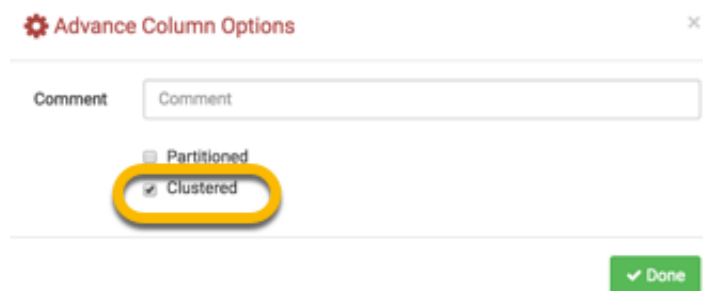 Advance Column Options
Comment Comment
Partitioned
Clustered
Done